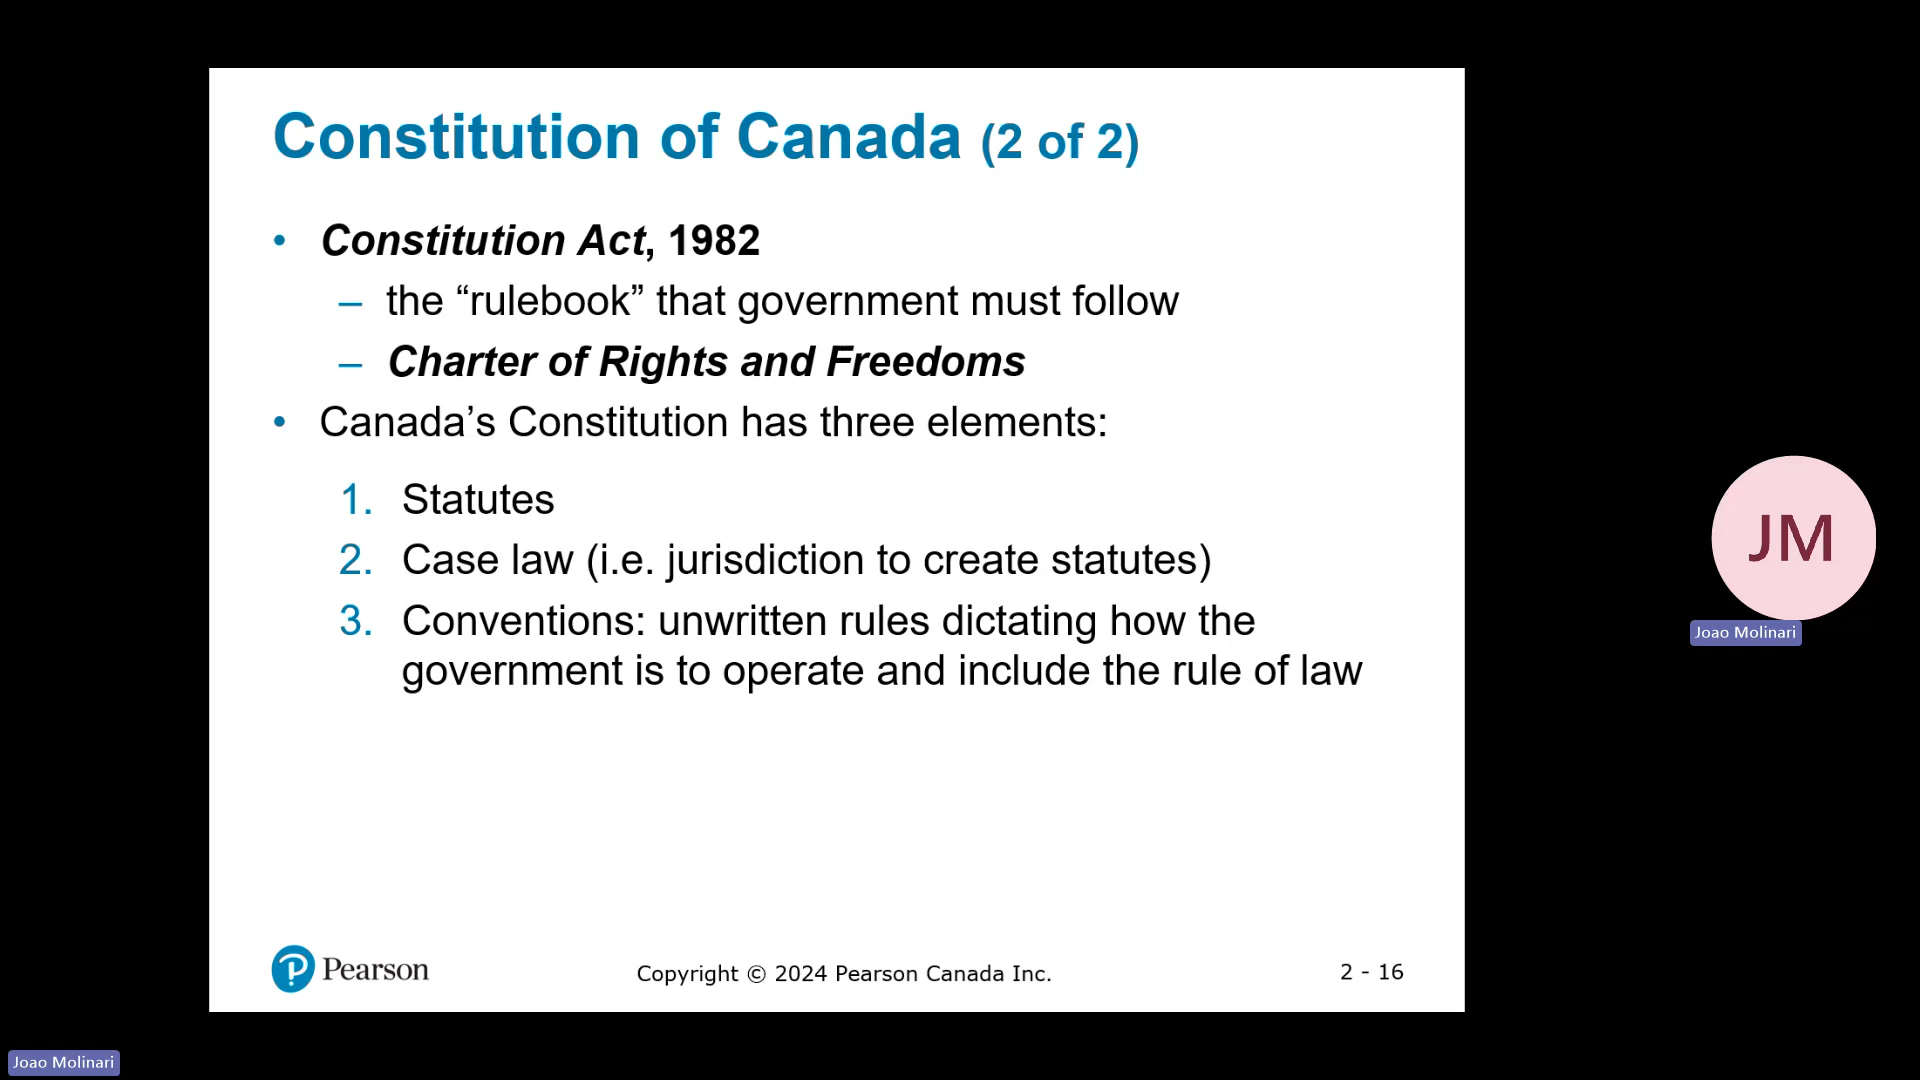 Constitution of Canada (2 of 2)
• Constitution Act, 1982
– the “rulebook” that government must follow
– Charter of Rights and Freedoms
• Canada’s Constitution has three elements:
1. Statutes
2. Case law (i.e. jurisdiction to create statutes)
3. Conventions: unwritten rules dictating how the
government is to operate and include the rule of law
JM
Joao Molinari
Pearson
Copyright © 2024 Pearson Canada Inc.
2 - 16
Joao Molinari